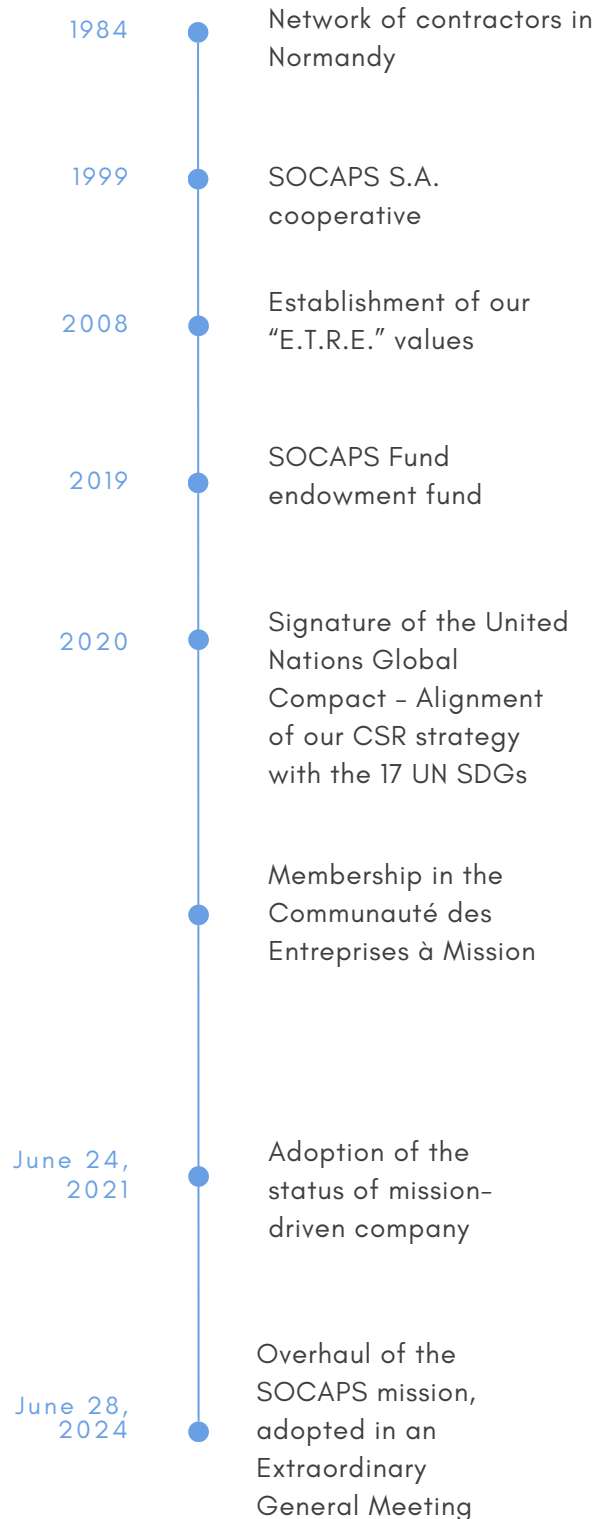 1984
Network of contractors in
Normandy
1999
SOCAPS S.A.
cooperative
2008
Establishment of our
“E.T.R.E.” values
2019
SOCAPS Fund
endowment fund
2020
Signature of the United
Nations Global
Compact – Alignment
of our CSR strategy
with the 17 UN SDGs
Membership in the
Communauté des
Entreprises à Mission
June 24,
2021
Adoption of the
status of mission-
driven company
June 28,
2024
Overhaul of the
SOCAPS mission,
adopted in an
Extraordinary
General Meeting